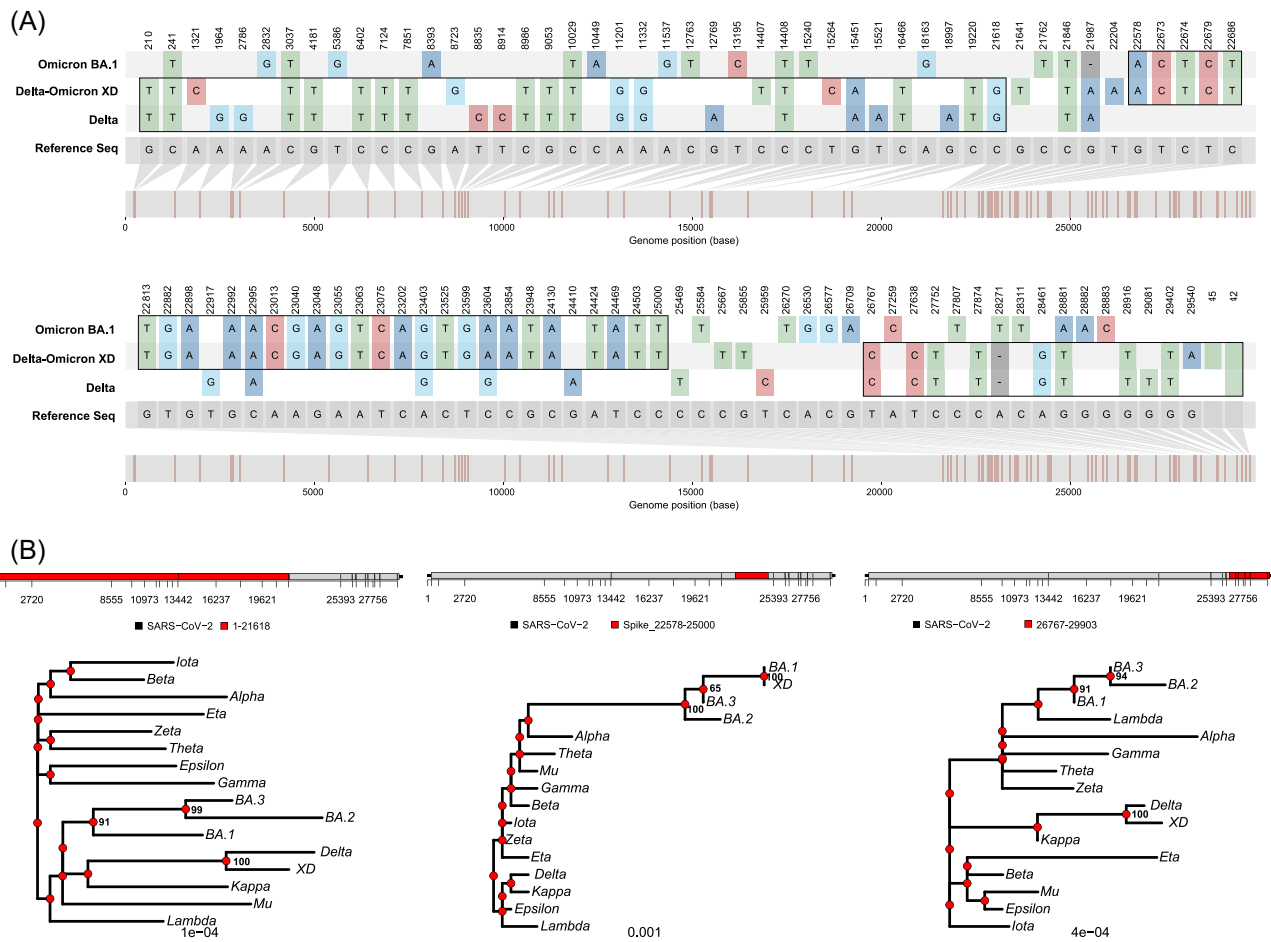 (A)
210 241 1321 1964 2786 2832 3037 4181 5386 6402 7124 7851 8393 8723 8835 8914 8986 9053 10029 10449 11201 11332 11537 12763 12769 13195 14407 14408 15240 15264 15451 15521 16466 18163 18997 19220 21618 21641 21762 21846 21987 22204 22578 22673 22674 22679 22686
Omicron BA.1 T G T G A T A G T C T T G T T - A C T C T
Delta-Omicron XD T T C T T T T T G T T T G G T T C A T T G T T A A A C T C T
Delta T T G G T T T T T C C T T T G G A T A A T A T G T A
Reference Seq G C A A A C G T C C C G A T T C G C C A A A C G T C C C T G T C A G C G C C G T G T C T C
0 5000 10000 15000 20000 25000
Genome position (base)
22813 22882 22898 22917 22992 22995 23013 23040 23048 23055 23063 23075 23202 23403 23525 23599 23604 23854 23948 24130 24410 24424 24469 24503 25000 25469 25584 25667 25855 25959 26270 26530 26577 26709 26767 27259 27638 27752 27807 27874 28271 28311 28461 28881 28882 28883 28916 29081 29402 29540 45 42
Omicron BA.1 T G A A A C G A G T C A G T G A A T A T A T T T T G G A C T T T A A C
Delta-Omicron XD T G A A A C G A G T C A G T G A A T A T A T T T T C C T T - G T T T A
Delta G A G G A T C C C T T - G T T T T
Reference Seq G T G T G C A A G A A T C A C T C C G C G A T C C C C G T C A C G T A T C C C A C A G G G G G G G
0 5000 10000 15000 20000 25000
Genome position (base)
(B)
2720 8555 10973 13442 16237 19621 25393 27756
SARS-CoV-2 1-21618
Iota
Beta
Alpha
Eta
Zeta
Theta
Epsilon
Gamma
BA.3
99
BA.2
91
BA.1
Delta
100
XD
Kappa
Mu
Lambda
1e-04
1 2720 8555 10973 13442 16237 19621 25393 27756
SARS-CoV-2 Spike_22578-25000
BA.1
100
XD
65
BA.3
100
BA.2
Alpha
Theta
Mu
Gamma
Beta
Iota
Zeta
Eta
Delta
Kappa
Epsilon
Lambda
0.001
1 2720 8555 10973 13442 16237 19621 25393 27756
SARS-CoV-2 26767-29903
BA.3
94
BA.2
91
BA.1
Lambda
Alpha
Gamma
Theta
Zeta
Delta
100
XD
Kappa
Eta
Beta
Mu
Epsilon
Iota
4e-04